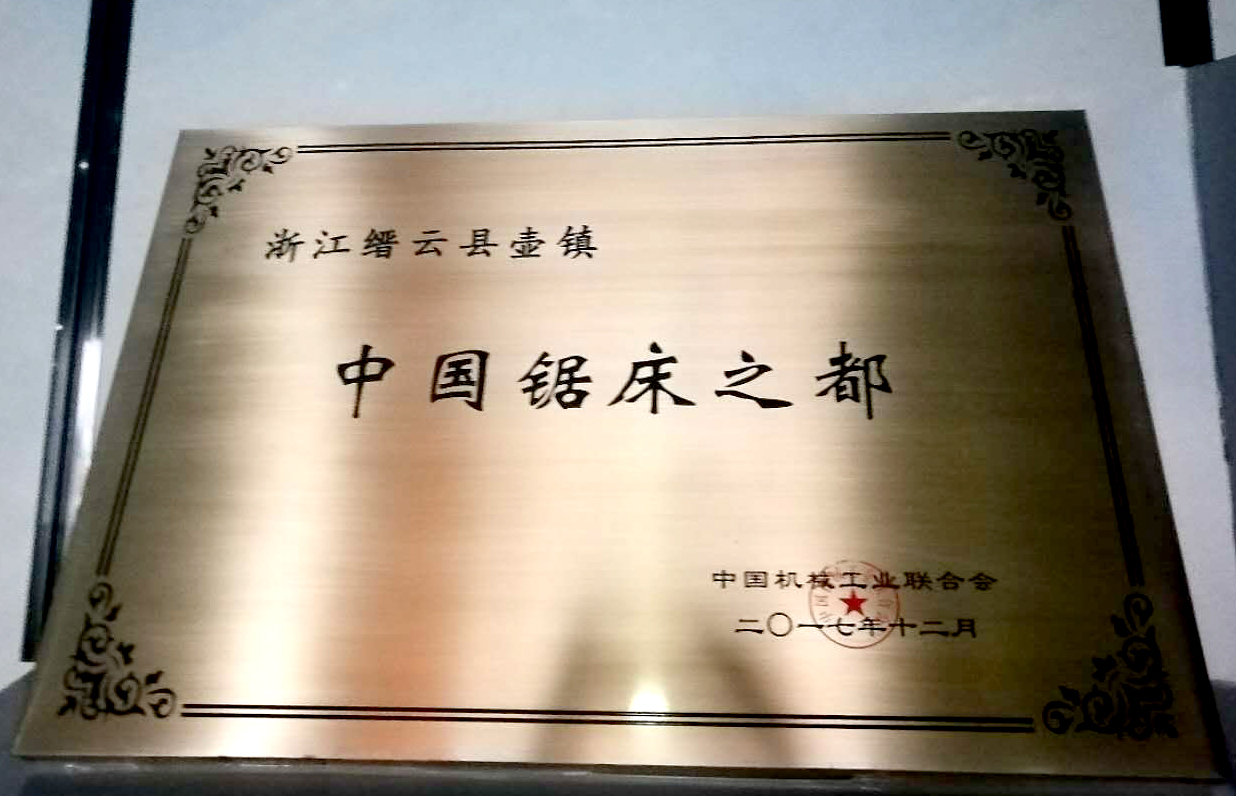 浙江缙云县壶镇
中国锯床之都
中国机械工业联合会
二〇一七年十二月